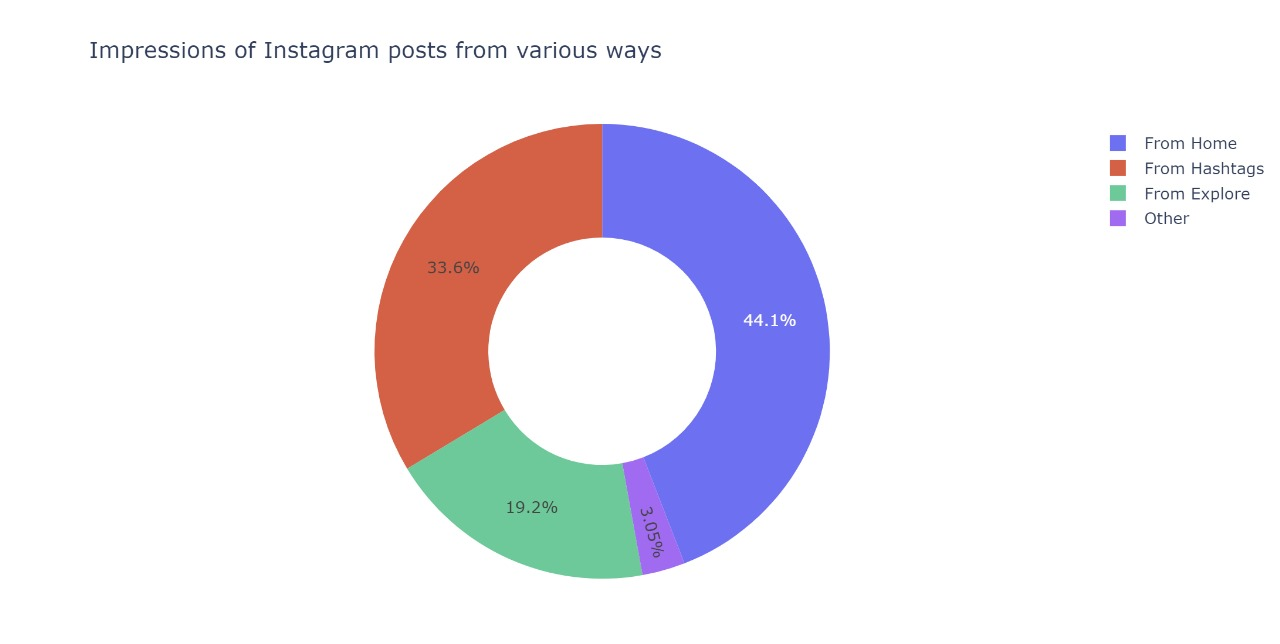 Impressions of Instagram posts from various ways
From Home
From Hashtags
From Explore
Other
33.6%
44.1%
19.2%
3.05%